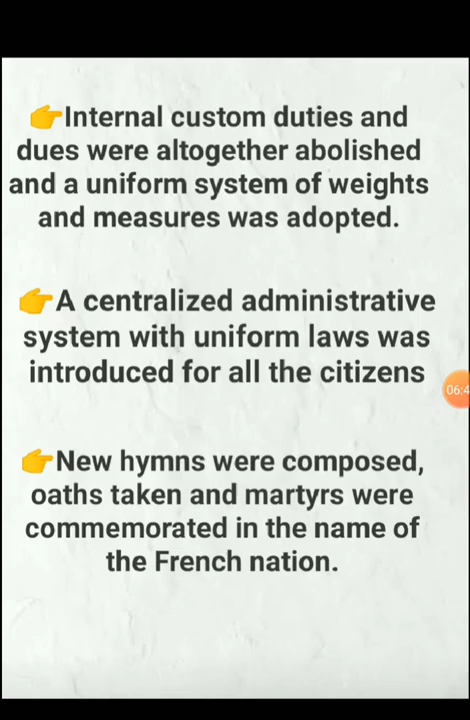 👉Internal custom duties and
dues were altogether abolished
and a uniform system of weights
and measures was adopted.
👉A centralized administrative
system with uniform laws was
introduced for all the citizens
06:4
👉New hymns were composed,
oaths taken and martyrs were
commemorated in the name of
the French nation.